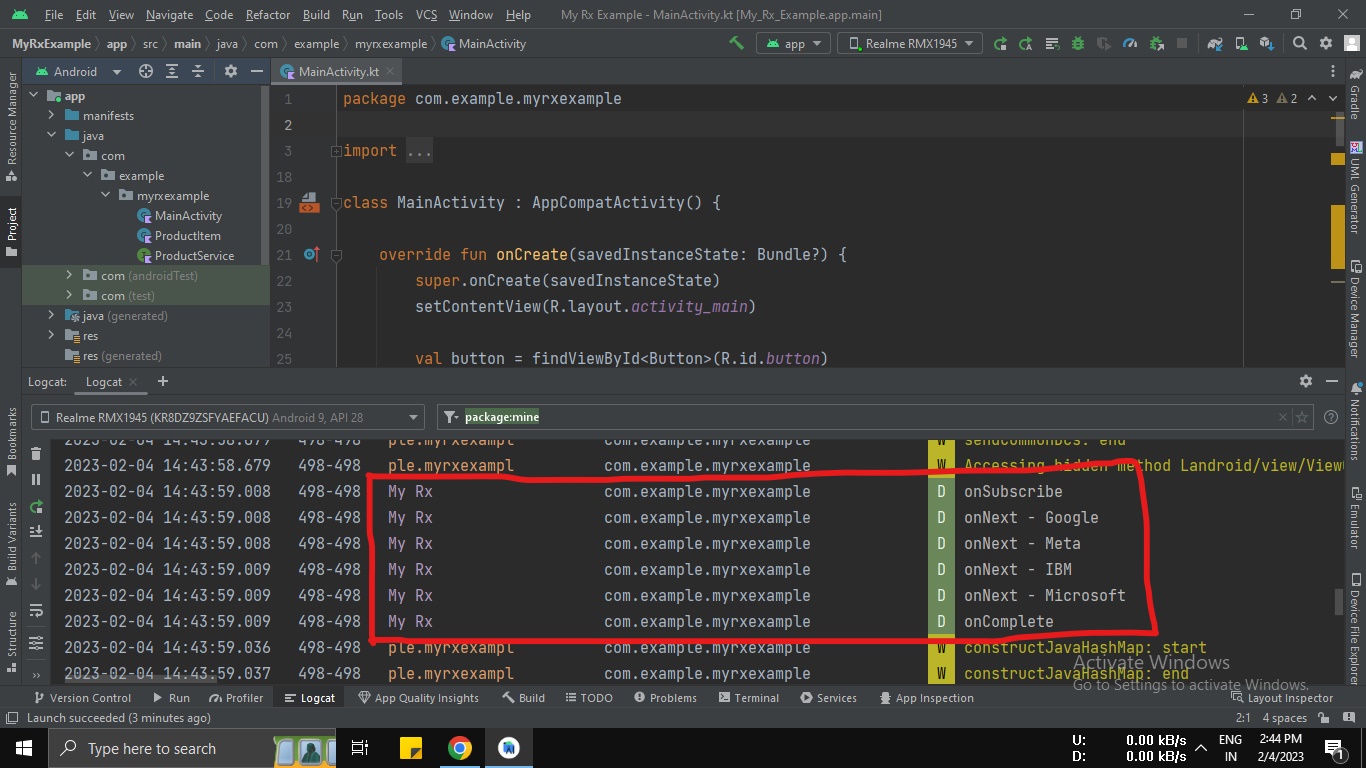 File Edit View Navigate Code Refactor Build Run Tools VCS Window Help My Rx Example - MainActivity.kt [My_Rx_Example.app.main]
MyRxExample app src main java com example myrxexample MainActivity app Realme RMX1945
Android MainActivity.kt
app
manifests
java
com
example
myrxexample
MainActivity
ProductItem
ProductService
com (androidTest)
com (test)
java (generated)
res
res (generated)
1 package com.example.myrxexample
2
3 import ...
18
19 class MainActivity : AppCompatActivity() {
20
21 override fun onCreate(savedInstanceState: Bundle?) {
22 super.onCreate(savedInstanceState)
23 setContentView(R.layout.activity_main)
24
25 val button = findViewById<Button>(R.id.button)
3 2
Resource Manager
Project
Bookmarks
Build Variants
Structure
Gradle
UML Generator
Device Manager
Notifications
Emulator
Device File Explorer
Logcat: Logcat
Realme RMX1945 (KR8DZ9ZSFYAEFACU) Android 9, API 28 package:mine
2023-02-04 14:43:58.679 498-498 ple.myrxexampl com.example.myrxexample W sendCommonDcs: end
2023-02-04 14:43:58.679 498-498 ple.myrxexampl com.example.myrxexample W Accessing hidden method Landroid/view/View
2023-02-04 14:43:59.008 498-498 My Rx com.example.myrxexample D onSubscribe
2023-02-04 14:43:59.008 498-498 My Rx com.example.myrxexample D onNext - Google
2023-02-04 14:43:59.008 498-498 My Rx com.example.myrxexample D onNext - Meta
2023-02-04 14:43:59.009 498-498 My Rx com.example.myrxexample D onNext - IBM
2023-02-04 14:43:59.009 498-498 My Rx com.example.myrxexample D onNext - Microsoft
2023-02-04 14:43:59.009 498-498 My Rx com.example.myrxexample D onComplete
2023-02-04 14:43:59.036 498-498 ple.myrxexampl com.example.myrxexample W constructJavaHashMap: start
2023-02-04 14:43:59.037 498-498 ple.myrxexampl com.example.myrxexample W constructJavaHashMap: end
Activate Windows
Go to Settings to activate Windows.
Version Control Run Profiler Logcat App Quality Insights Build TODO Problems Terminal Services App Inspection Layout Inspector
Launch succeeded (3 minutes ago) 2:1 4 spaces
Type here to search
U: 0.00 kB/s
D: 0.00 kB/s
ENG
IN
2:44 PM
2/4/2023
1